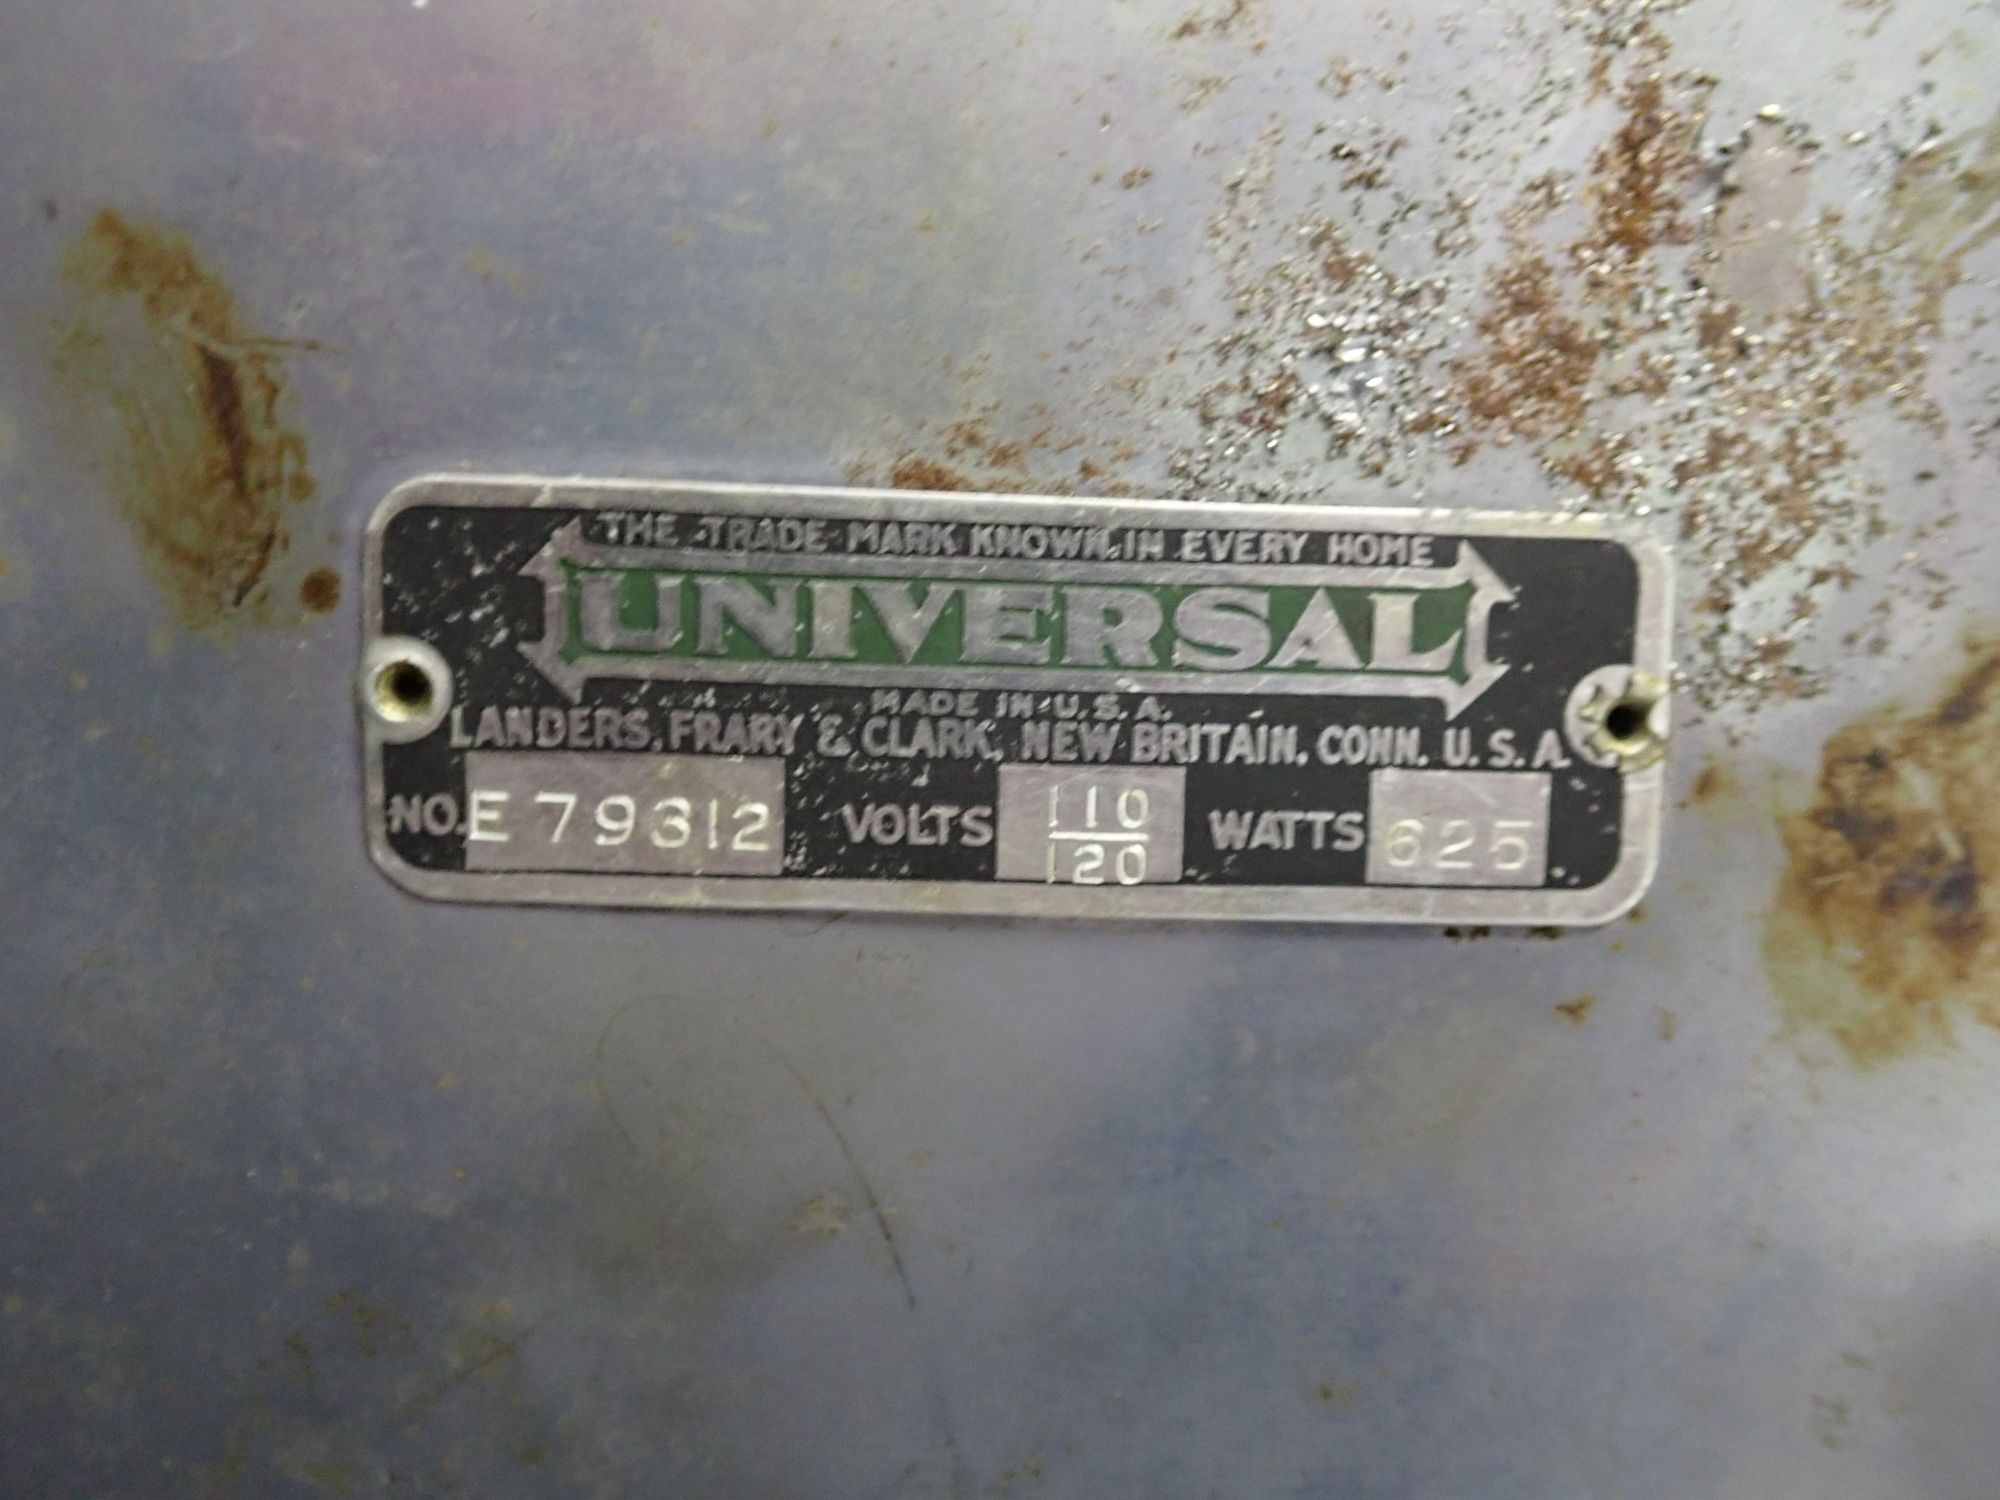 THE TRADE MARK KNOWN IN EVERY HOME
UNIVERSAL
MADE IN U.S.A.
LANDERS, FRARY & CLARK, NEW BRITAIN, CONN. U.S.A.
NO. E 79312 VOLTS 110/120 WATTS 625